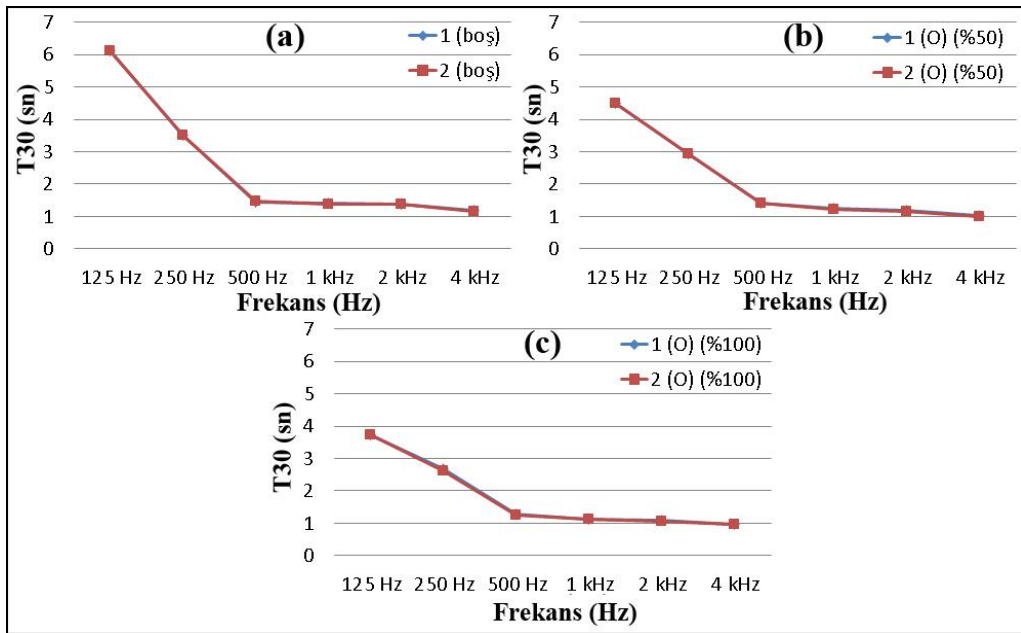 (a)
1 (boş)
2 (boş)
T30 (sn)
7
6
5
4
3
2
1
0
125 Hz 250 Hz 500 Hz 1 kHz 2 kHz 4 kHz
Frekans (Hz)
(b)
1 (O) (%50)
2 (O) (%50)
T30 (sn)
7
6
5
4
3
2
1
0
125 Hz 250 Hz 500 Hz 1 kHz 2 kHz 4 kHz
Frekans (Hz)
(c)
1 (O) (%100)
2 (O) (%100)
T30 (sn)
7
6
5
4
3
2
1
0
125 Hz 250 Hz 500 Hz 1 kHz 2 kHz 4 kHz
Frekans (Hz)